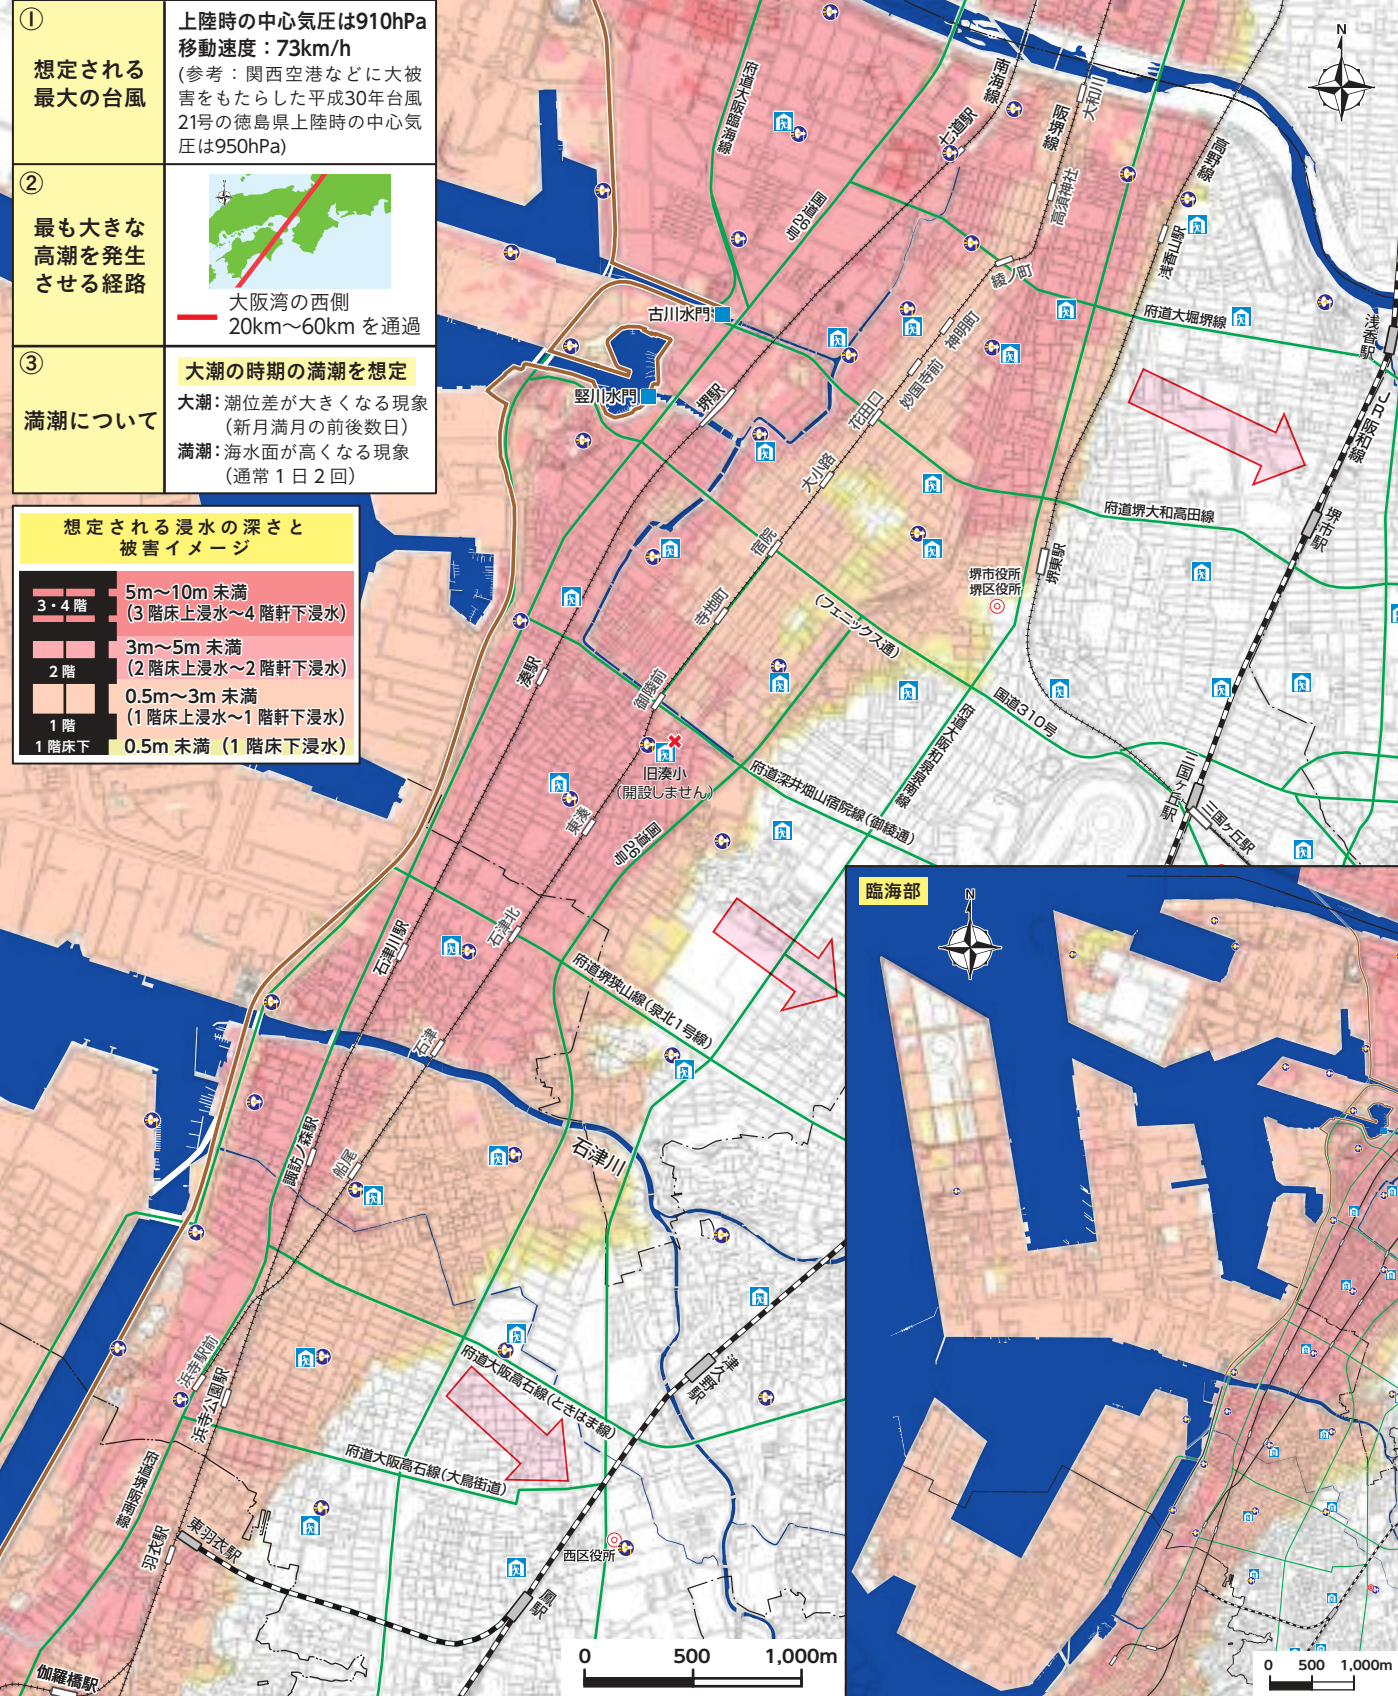 ①
想定される
最大の台風
上陸時の中心気圧は910hPa
移動速度：73km/h
(参考：関西空港などに大被
害をもたらした平成30年台風
21号の徳島県上陸時の中心気
圧は950hPa)
②
最も大きな
高潮を発生
させる経路
大阪湾の西側
20km～60km を通過
③
満潮について
大潮の時期の満潮を想定
大潮：潮位差が大きくなる現象
（新月満月の前後数日）
満潮：海水面が高くなる現象
（通常１日２回）
想定される浸水の深さと
被害イメージ
3・4階
5m～10m 未満
（3 階床上浸水～4 階軒下浸水）
2階
3m～5m 未満
（2 階床上浸水～2 階軒下浸水）
1階
0.5m～3m 未満
（1 階床上浸水～1 階軒下浸水）
1階床下
0.5m 未満（1 階床下浸水）
N
府道大阪臨海線
南海線
七道駅
阪堺線
大和川
高野線
高須神社
国道26号
浅香山駅
綾ノ町
府道大堀堺線
浅香駅
古川水門
神明町
妙国寺前
竪川水門
堺駅
花田口
JR阪和線
大小路
府道堺大和高田線
堺市駅
宿院
堺東駅
堺市役所
堺区役所
寺地町
（フェニックス通）
湊駅
御陵前
国道310号
府道大阪和泉泉南線
旧湊小
（開設しません）
府道深井畑山宿院線（御綾通）
三国ヶ丘駅
三国ヶ丘駅
東湊
国道26号
石津北
石津川駅
府道堺狭山線（泉北1号線）
石津
石津川
諏訪ノ森駅
船尾
浜寺駅前
浜寺公園駅
府道大阪高石線（ときはま線）
津久野駅
府道大阪高石線（大鳥街道）
府道堺阪南線
羽衣駅
東羽衣駅
西区役所
鳳駅
伽羅橋駅
0 500 1,000m
臨海部
N
0 500 1,000m